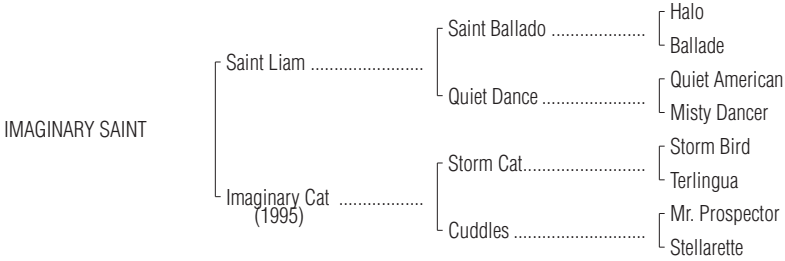 Halo
Saint Ballado ....................
Ballade
Saint Liam ........................
Quiet American
Quiet Dance ......................
Misty Dancer
IMAGINARY SAINT
Storm Bird
Storm Cat..........................
Terlingua
Imaginary Cat ..................
(1995)
Mr. Prospector
Cuddles ............................
Stellarette